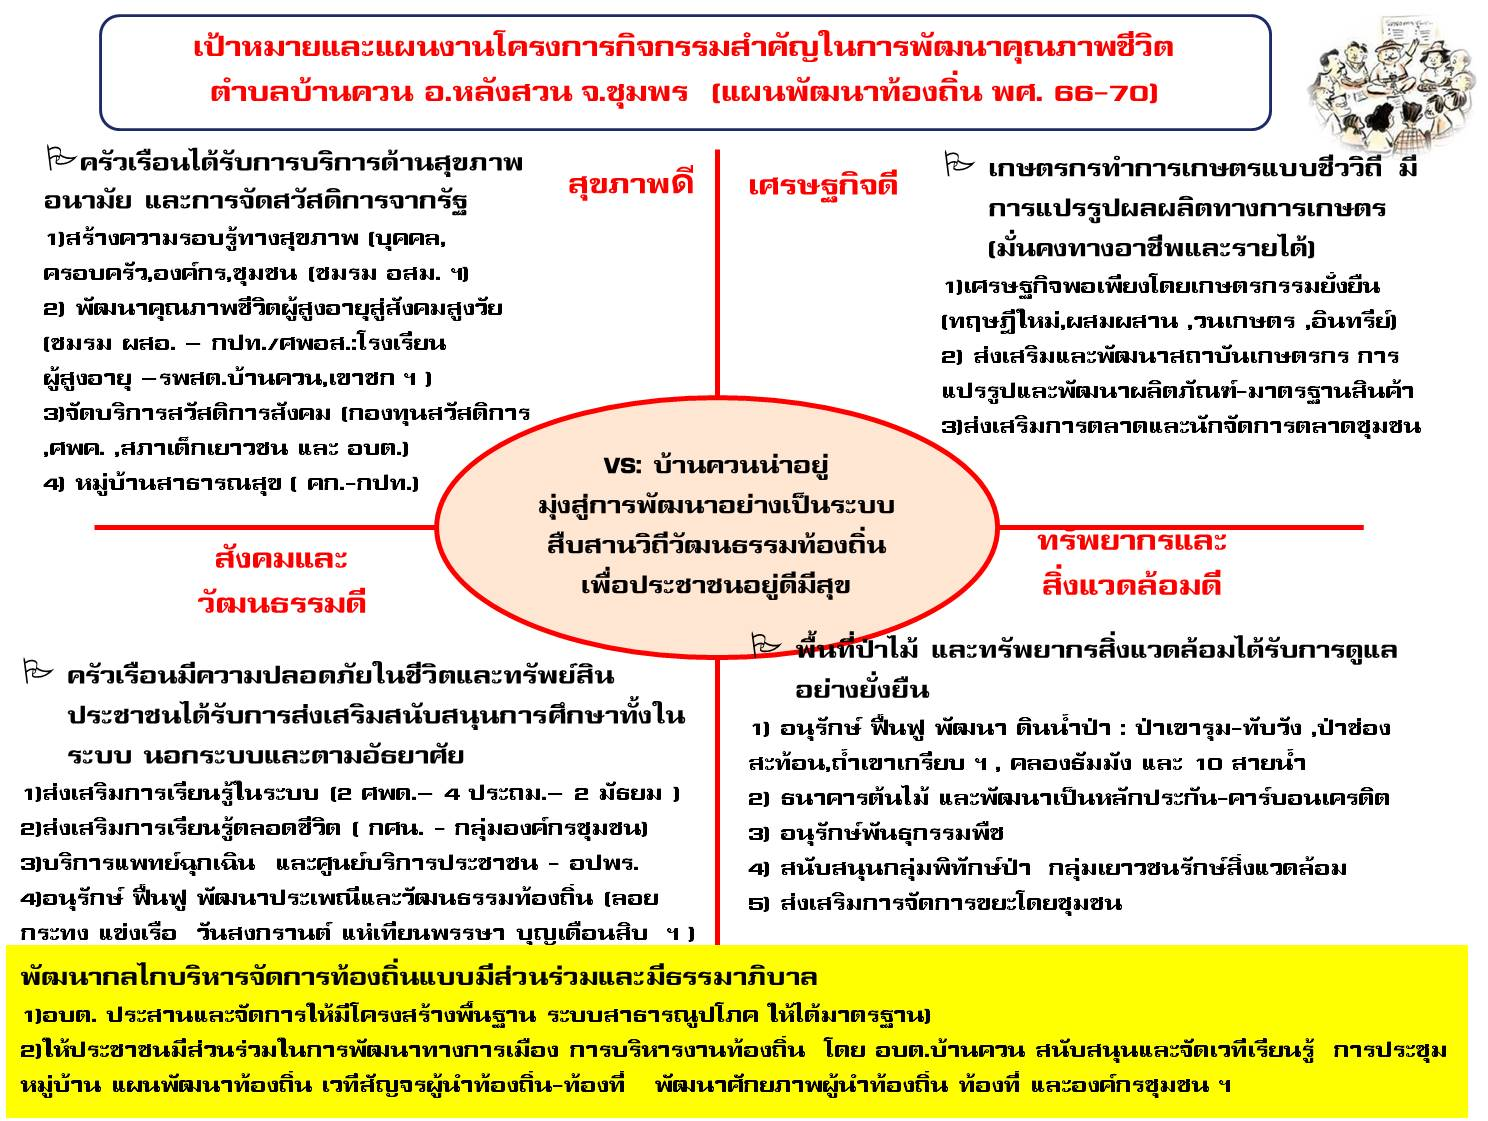 เป้าหมายและแผนงานโครงการกิจกรรมสำคัญในการพัฒนาคุณภาพชีวิต
ตำบลบ้านควน อ.หลังสวน จ.ชุมพร (แผนพัฒนาท้องถิ่น พศ. 66-70)
สุขภาพดี
ครัวเรือนได้รับการบริการด้านสุขภาพ
อนามัย และการจัดสวัสดิการจากรัฐ
1)สร้างความรอบรู้ทางสุขภาพ (บุคคล,
ครอบครัว,องค์กร,ชุมชน (ชมรม อสม. ฯ)
2) พัฒนาคุณภาพชีวิตผู้สูงอายุสู่สังคมสูงวัย
(ชมรม ผสอ. – กปท./ศพอส.:โรงเรียน
ผู้สูงอายุ –รพสต.บ้านควน,เขาชก ฯ )
3)จัดบริการสวัสดิการสังคม (กองทุนสวัสดิการ
,ศพค. ,สภาเด็กเยาวชน และ อบต.)
4) หมู่บ้านสาธารณสุข ( คก.-กปท.)
เศรษฐกิจดี
เกษตรกรทำการเกษตรแบบชีววิถี มี
การแปรรูปผลผลิตทางการเกษตร
(มั่นคงทางอาชีพและรายได้)
1)เศรษฐกิจพอเพียงโดยเกษตรกรรมยั่งยืน
(ทฤษฎีใหม่,ผสมผสาน ,วนเกษตร ,อินทรีย์)
2) ส่งเสริมและพัฒนาสถาบันเกษตรกร การ
แปรรูปและพัฒนาผลิตภัณฑ์-มาตรฐานสินค้า
3)ส่งเสริมการตลาดและนักจัดการตลาดชุมชน
VS: บ้านควนน่าอยู่
มุ่งสู่การพัฒนาอย่างเป็นระบบ
สืบสานวิถีวัฒนธรรมท้องถิ่น
เพื่อประชาชนอยู่ดีมีสุข
สังคมและ
วัฒนธรรมดี
ครัวเรือนมีความปลอดภัยในชีวิตและทรัพย์สิน
ประชาชนได้รับการส่งเสริมสนับสนุนการศึกษาทั้งใน
ระบบ นอกระบบและตามอัธยาศัย
1)ส่งเสริมการเรียนรู้ในระบบ (2 ศพด.– 4 ประถม.– 2 มัธยม )
2)ส่งเสริมการเรียนรู้ตลอดชีวิต ( กศน. - กลุ่มองค์กรชุมชน)
3)บริการแพทย์ฉุกเฉิน และศูนย์บริการประชาชน - อปพร.
4)อนุรักษ์ ฟื้นฟู พัฒนาประเพณีและวัฒนธรรมท้องถิ่น (ลอย
กระทง แข่งเรือ วันสงกรานต์ แห่เทียนพรรษา บุญเดือนสิบ ฯ )
ทรัพยากรและ
สิ่งแวดล้อมดี
พื้นที่ป่าไม้ และทรัพยากรสิ่งแวดล้อมได้รับการดูแล
อย่างยั่งยืน
1) อนุรักษ์ ฟื้นฟู พัฒนา ดินน้ำป่า : ป่าเขารุม-ทับวัง ,ป่าช่อง
สะท้อน,ถ้ำเขาเกรียบ ฯ , คลองธัมมัง และ 10 สายน้ำ
2) ธนาคารต้นไม้ และพัฒนาเป็นหลักประกัน-คาร์บอนเครดิต
3) อนุรักษ์พันธุกรรมพืช
4) สนับสนุนกลุ่มพิทักษ์ป่า กลุ่มเยาวชนรักษ์สิ่งแวดล้อม
5) ส่งเสริมการจัดการขยะโดยชุมชน
พัฒนากลไกบริหารจัดการท้องถิ่นแบบมีส่วนร่วมและมีธรรมาภิบาล
1)อบต. ประสานและจัดการให้มีโครงสร้างพื้นฐาน ระบบสาธารณูปโภค ให้ได้มาตรฐาน)
2)ให้ประชาชนมีส่วนร่วมในการพัฒนาทางการเมือง การบริหารงานท้องถิ่น โดย อบต.บ้านควน สนับสนุนและจัดเวทีเรียนรู้ การประชุม
หมู่บ้าน แผนพัฒนาท้องถิ่น เวทีสัญจรผู้นำท้องถิ่น-ท้องที่ พัฒนาศักยภาพผู้นำท้องถิ่น ท้องที่ และองค์กรชุมชน ฯ